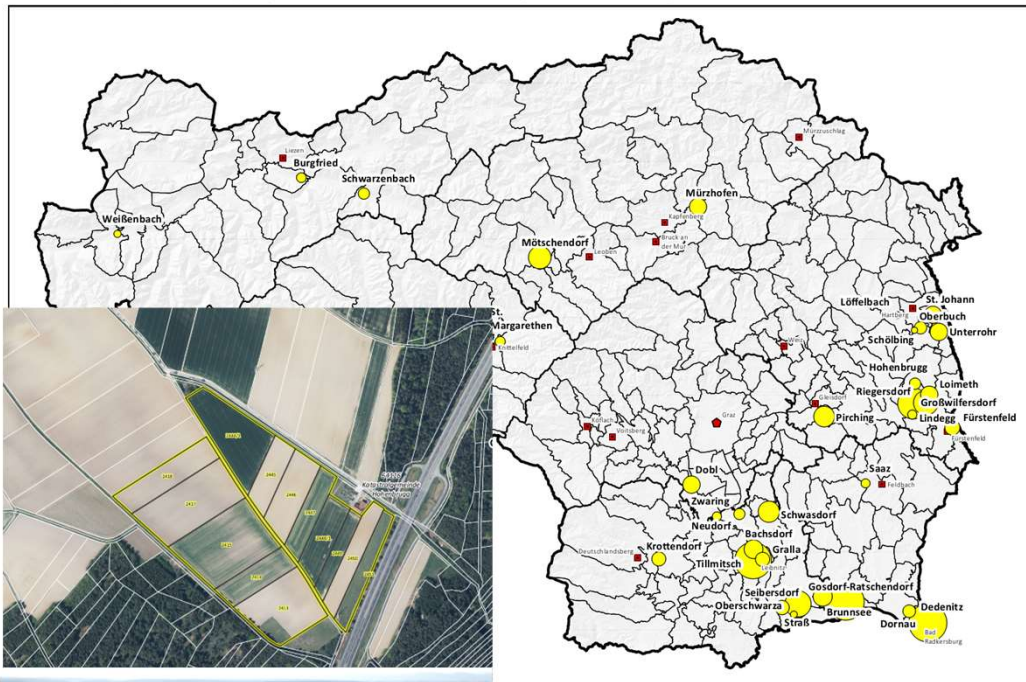 Mürzzuschlag
Liezen
Burgfried
Schwarzenbach
Mürzhofen
Kapfenberg
Weißenbach
Bruck an
der Mur
Mötschendorf
Leoben
St. Johann
Löffelbach
Hartberg
Oberbuch
St.
Margarethen
Knittelfeld
Unterrohr
Schölbing
Weiz
Hohenbrugg
Loimeth
Riegersdorf
Großwilfersdorf
Gleisdorf
Lindegg
Fürstenfeld
Pirching
Graz
Köflach
Voitsberg
Fürstenfeld
Katastralgemeinde
Hohenbrugg
Dobl
Saaz
Feldbach
Zwaring
Schwasdorf
Neudorf
Bachsdorf
Deutschlandsberg
Krottendorf
Gralla
Tillmitsch
Leibnitz
Seibersdorf
Gosdorf-Ratschendorf
Oberschwarza
Brunnsee
Dedenitz
Straß
Dornau
Bad
Radkersburg